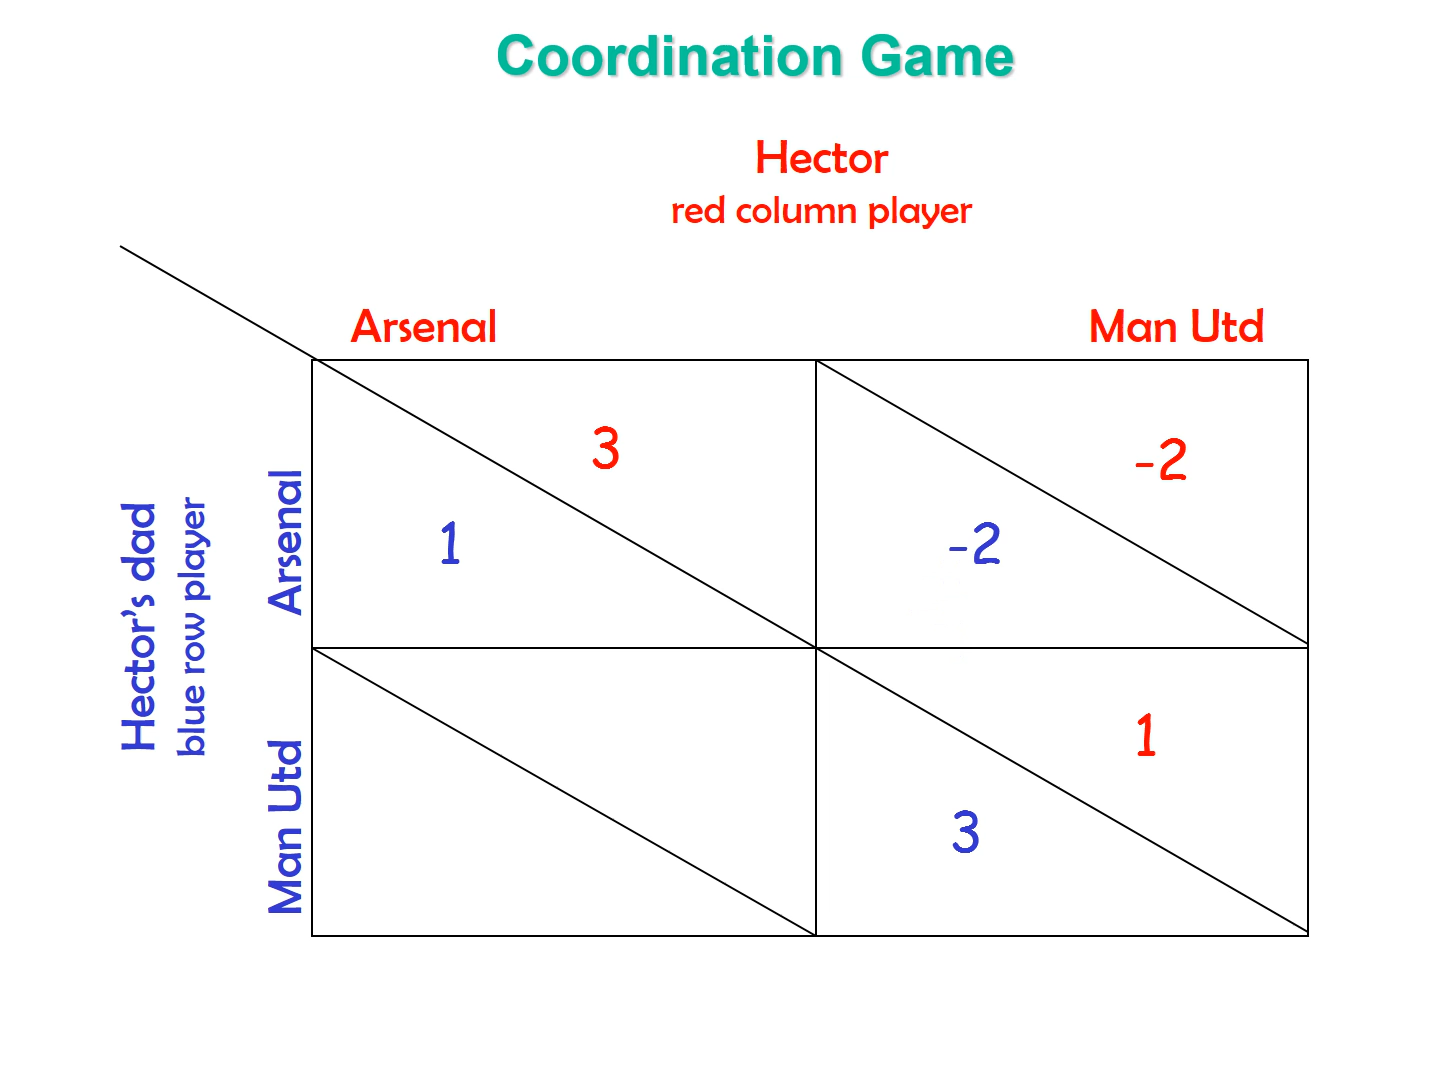 Coordination Game
Hector
red column player
Arsenal
Man Utd
Hector's dad
blue row player
Arsenal
3
1
-2
-2
Man Utd
1
3